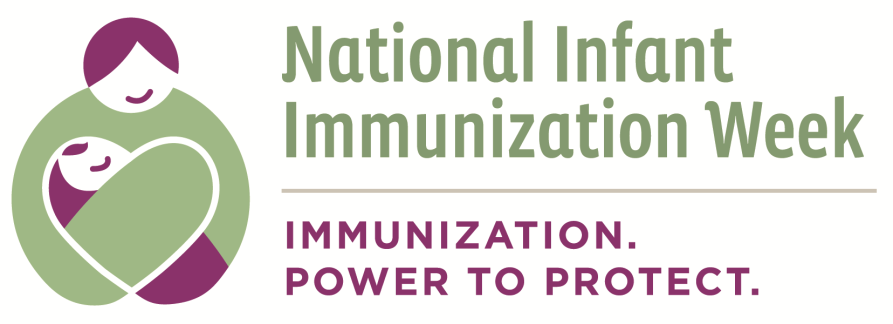 National Infant
Immunization Week
IMMUNIZATION.
POWER TO PROTECT.